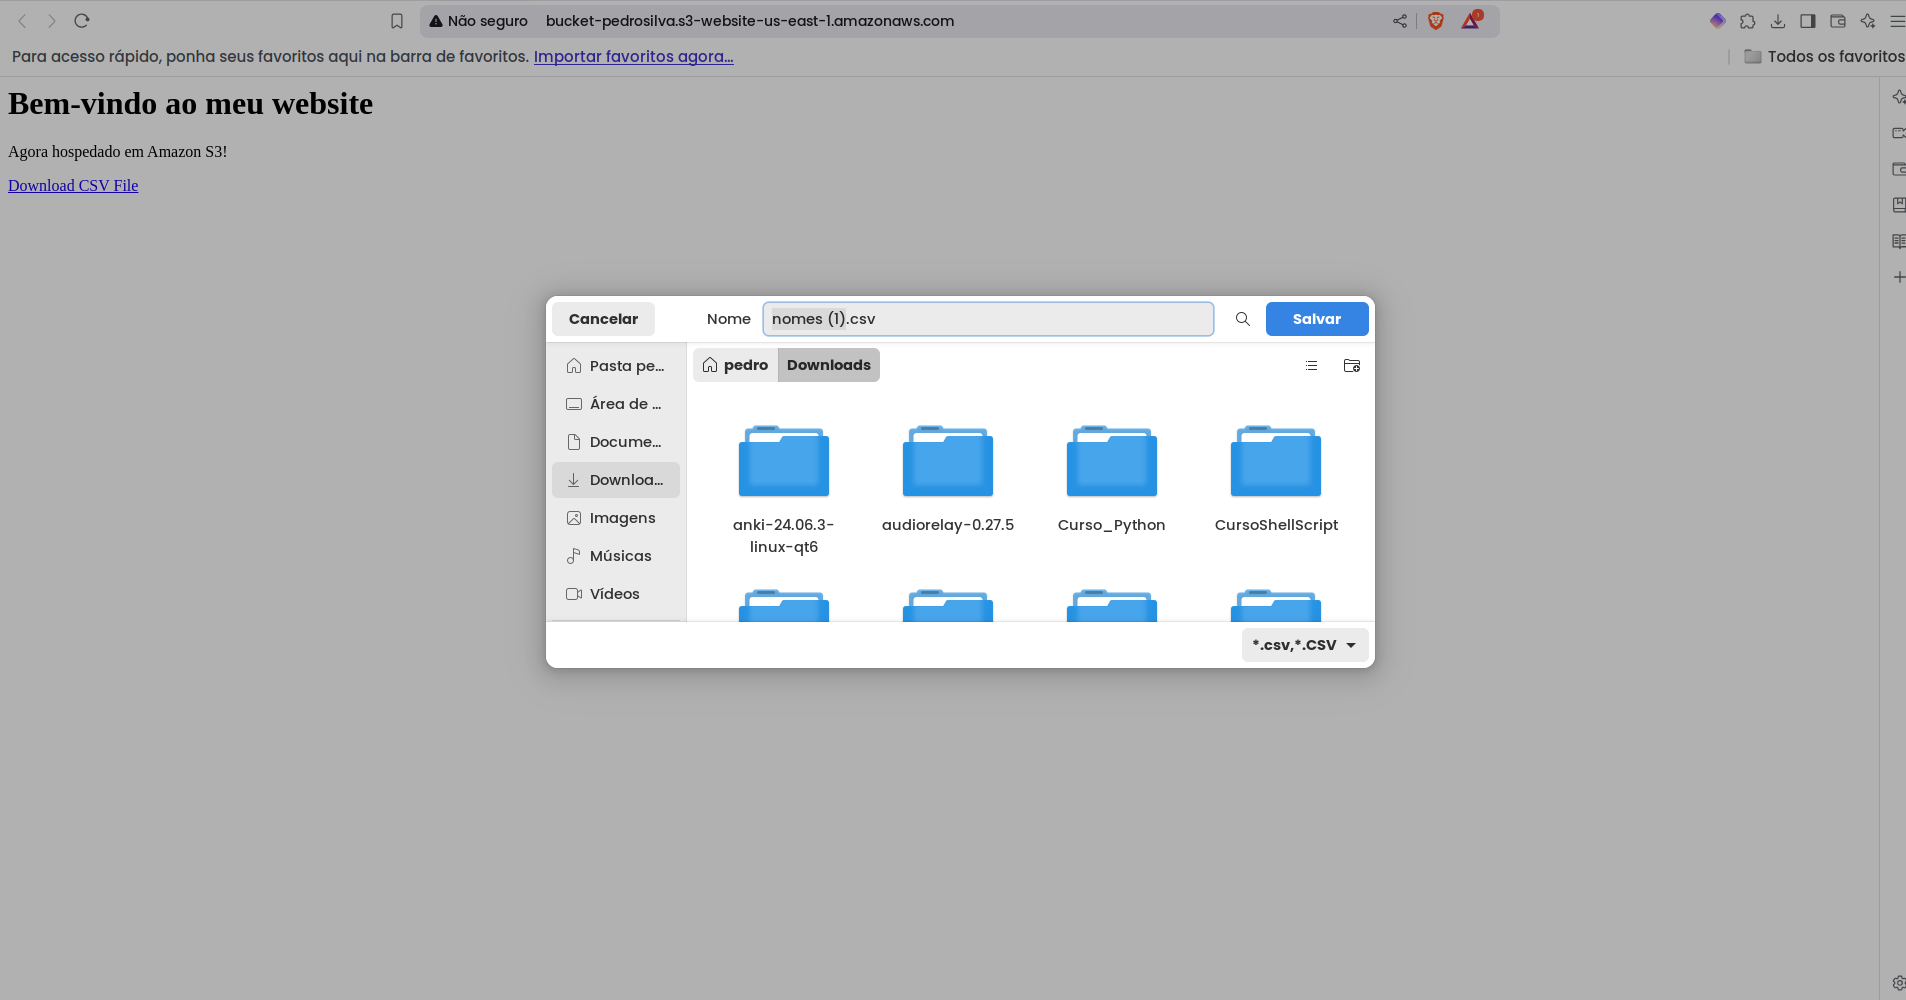 Não seguro bucket-pedrosilva.s3-website-us-east-1.amazonaws.com
Para acesso rápido, ponha seus favoritos aqui na barra de favoritos. Importar favoritos agora...
Todos os favoritos
Bem-vindo ao meu website
Agora hospedado em Amazon S3!
Download CSV File
Cancelar
Nome
nomes (1).csv
Salvar
Pasta pe...
Área de ...
Docume...
Downloa...
Imagens
Músicas
Vídeos
pedro
Downloads
anki-24.06.3-
linux-qt6
audiorelay-0.27.5
Curso_Python
CursoShellScript
*.csv,*.CSV